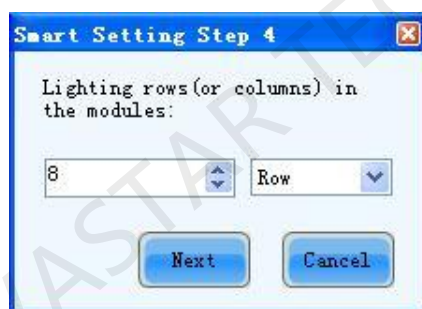 Smart Setting Step 4
Lighting rows(or columns) in
the modules:
8 Row
Next Cancel